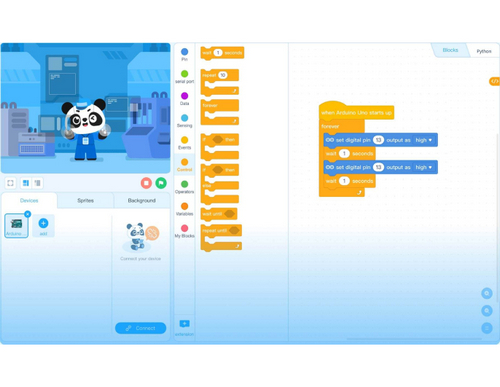 Blocks
Python
Pin
wait 1 seconds
serial port
repeat 10
Data
forever
Sensing
when Arduino Uno starts up
forever
Events
if then
set digital pin 13 output as high
wait 1 seconds
Control
if then
set digital pin 13 output as high
wait 1 seconds
Operators
else
Devices
Sprites
Background
Variables
wait until
My Blocks
repeat until
Arduino
Add
Connect your device
Connect